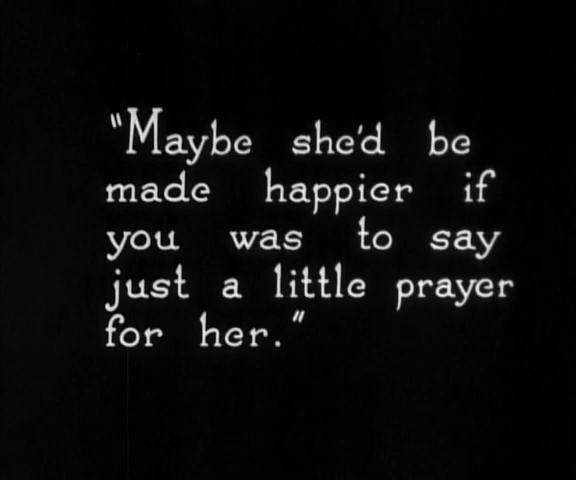 "Maybe she'd be
made happier if
you was to say
just a little prayer
for her."